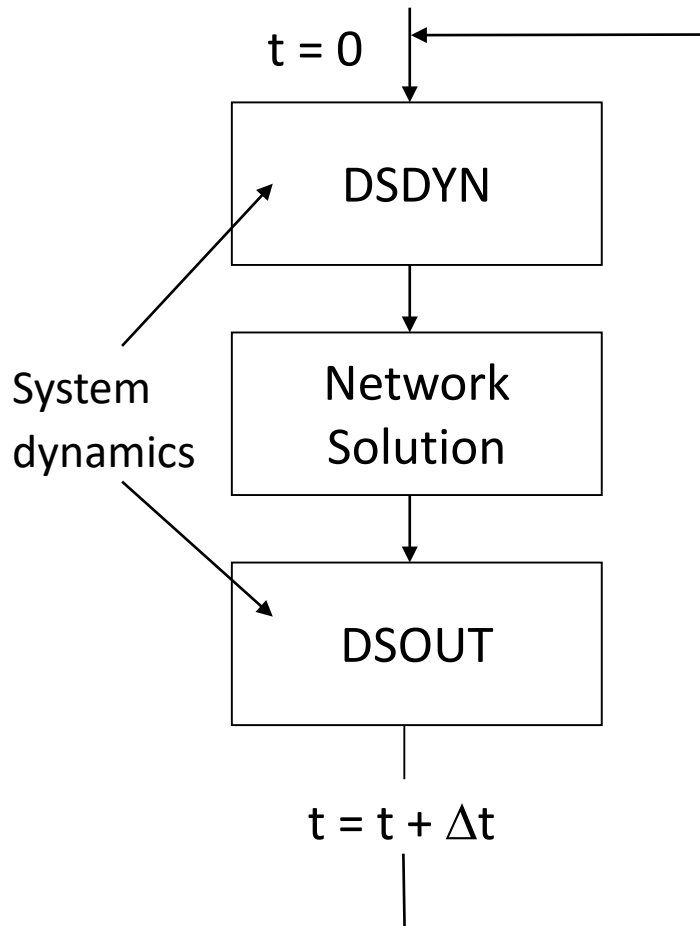 t = 0
DSDYN
System
dynamics
Network
Solution
DSOUT
t = t + Δt